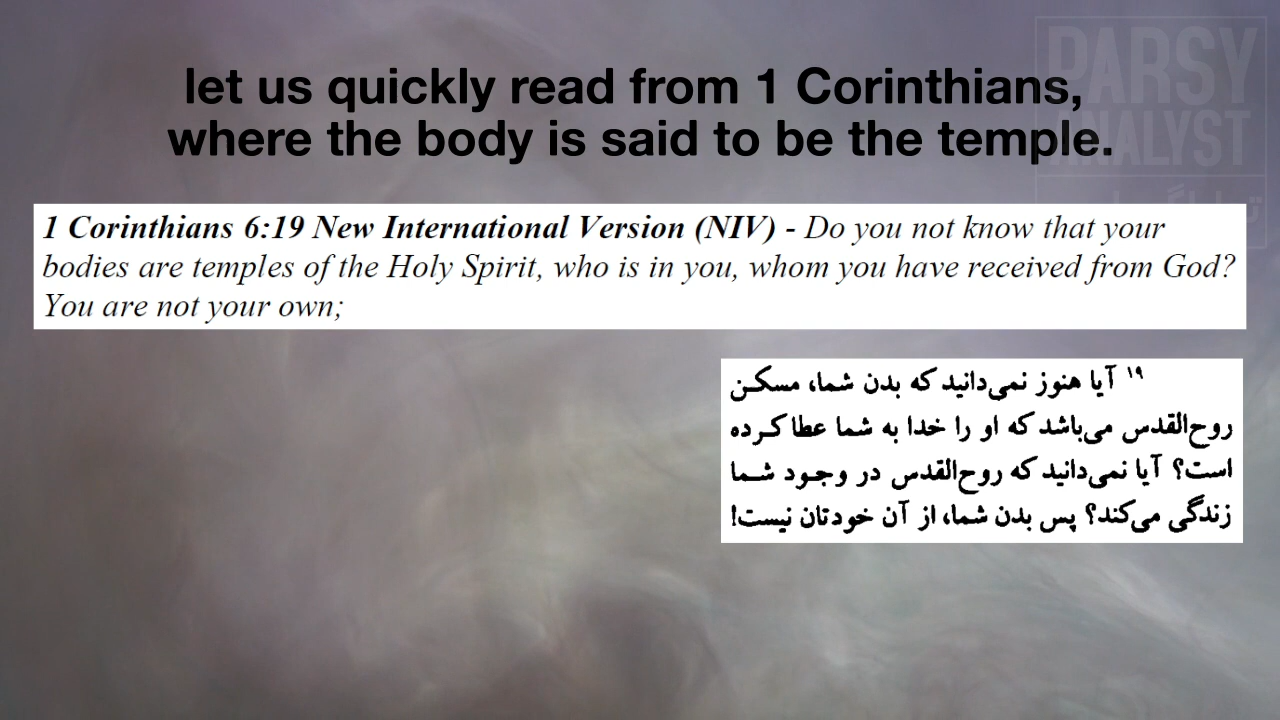 PARSY
ANALYST
let us quickly read from 1 Corinthians,
where the body is said to be the temple.
1 Corinthians 6:19 New International Version (NIV) - Do you not know that your
bodies are temples of the Holy Spirit, who is in you, whom you have received from God?
You are not your own;
۱۹ آیا هنوز نمی‌دانید که بدن شما، مسکـن
روح‌القدس می‌باشد که او را خدا به شما عطا کـرده
است؟ آیا نمی‌دانید که روح‌القدس در وجـود شـما
زندگی می‌کند؟ پس بدن شما، از آن خودتان نیست!